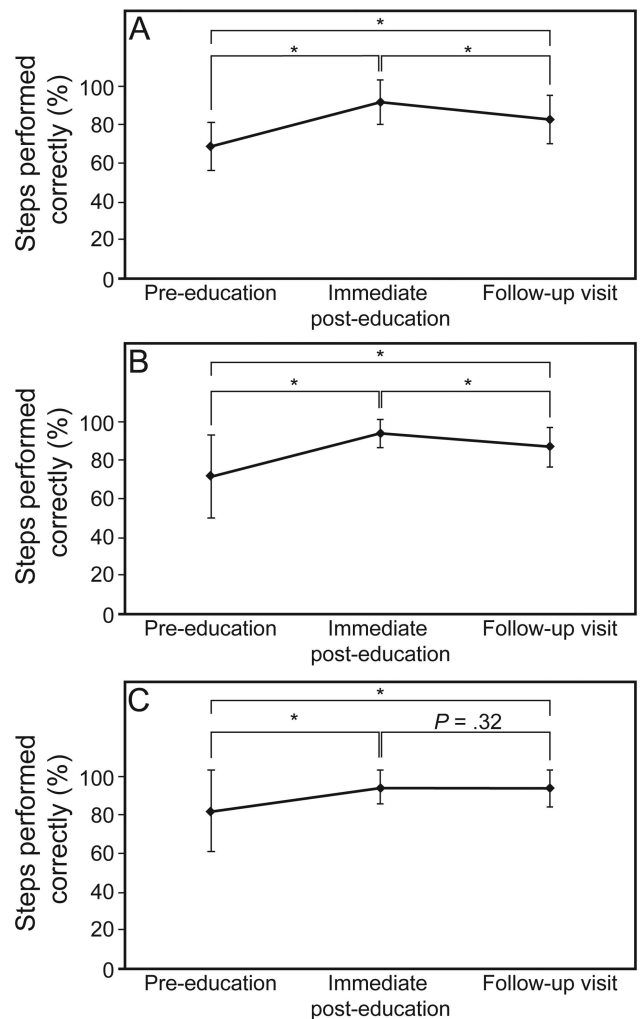 A
*
*
*
Steps performed
correctly (%)
100
80
60
40
20
0
Pre-education
Immediate
post-education
Follow-up visit
B
*
*
*
Steps performed
correctly (%)
100
80
60
40
20
0
Pre-education
Immediate
post-education
Follow-up visit
C
*
*
P = .32
Steps performed
correctly (%)
100
80
60
40
20
0
Pre-education
Immediate
post-education
Follow-up visit